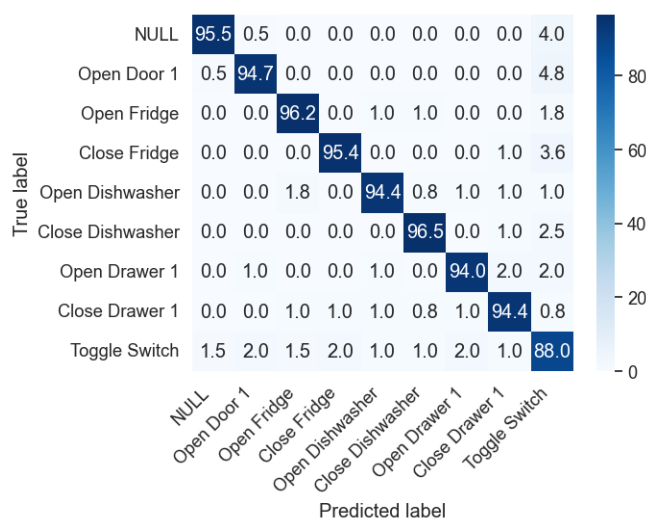 NULL 95.5 0.5 0.0 0.0 0.0 0.0 0.0 0.0 4.0
Open Door 1 0.5 94.7 0.0 0.0 0.0 0.0 0.0 0.0 4.8
Open Fridge 0.0 0.0 96.2 0.0 1.0 1.0 0.0 0.0 1.8
Close Fridge 0.0 0.0 0.0 95.4 0.0 0.0 0.0 1.0 3.6
Open Dishwasher 0.0 0.0 1.8 0.0 94.4 0.8 1.0 1.0 1.0
Close Dishwasher 0.0 0.0 0.0 0.0 0.0 96.5 0.0 1.0 2.5
Open Drawer 1 0.0 1.0 0.0 0.0 1.0 0.0 94.0 2.0 2.0
Close Drawer 1 0.0 0.0 1.0 1.0 1.0 0.8 1.0 94.4 0.8
Toggle Switch 1.5 2.0 1.5 2.0 1.0 1.0 2.0 1.0 88.0
True label
NULL
Open Door 1
Open Fridge
Close Fridge
Open Dishwasher
Close Dishwasher
Open Drawer 1
Close Drawer 1
Toggle Switch
Predicted label
80
60
40
20
0